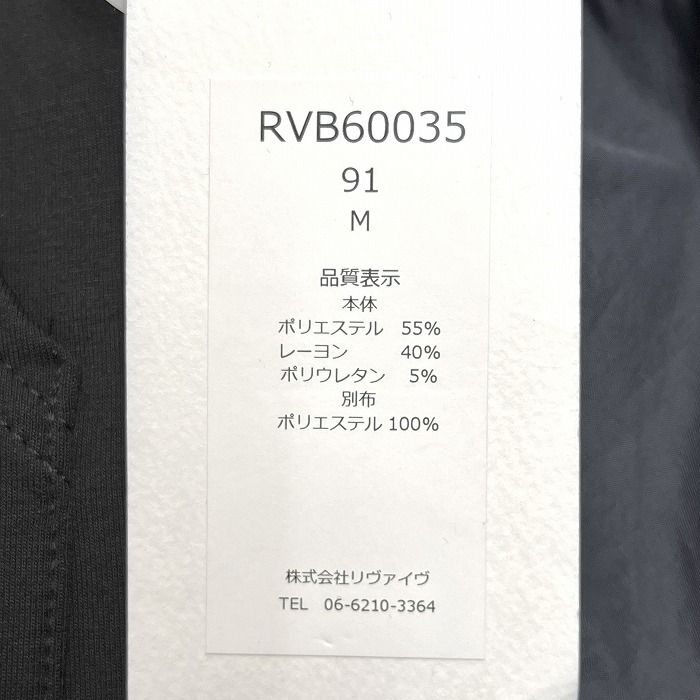 RVB60035
91
M
品質表示
本体
ポリエステル 55%
レーヨン 40%
ポリウレタン 5%
別布
ポリエステル 100%
株式会社リヴァイヴ
TEL 06-6210-3364